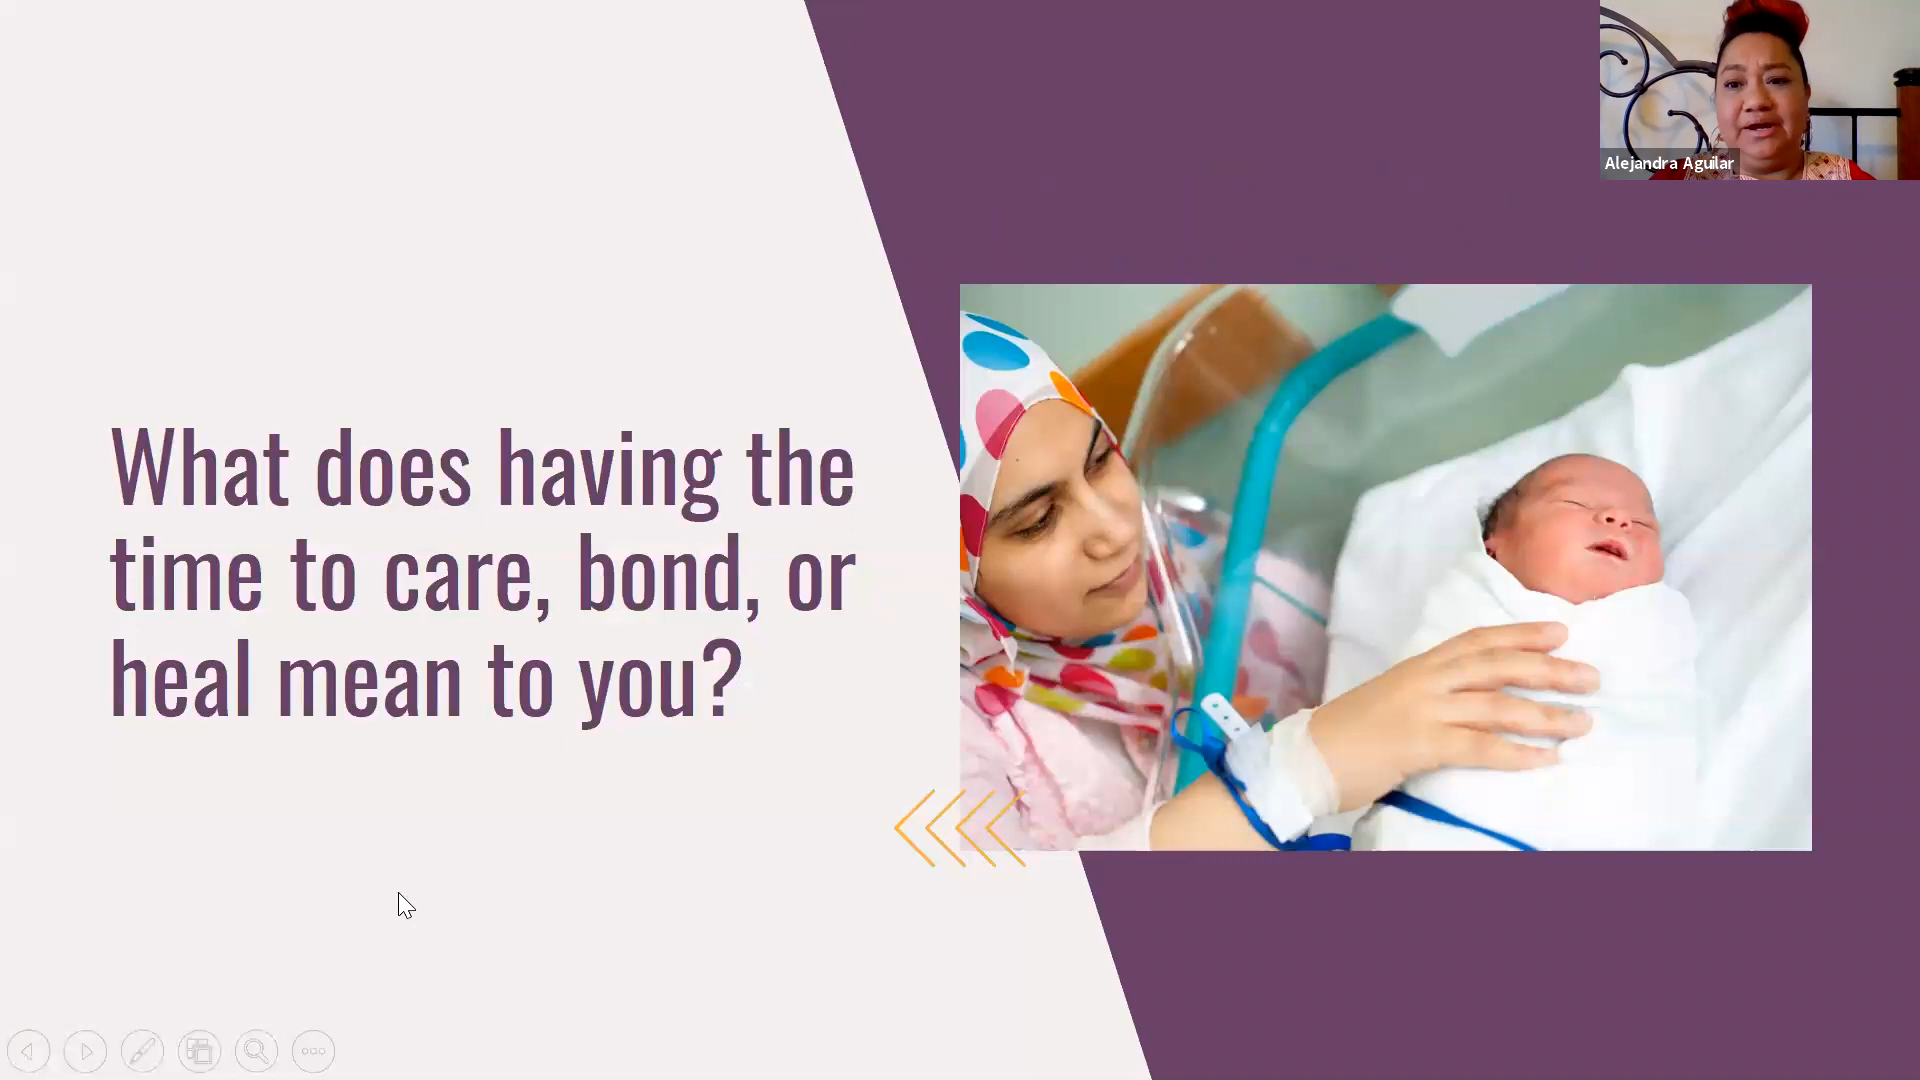 Alejandra Aguilar
What does having the
time to care, bond, or
heal mean to you?